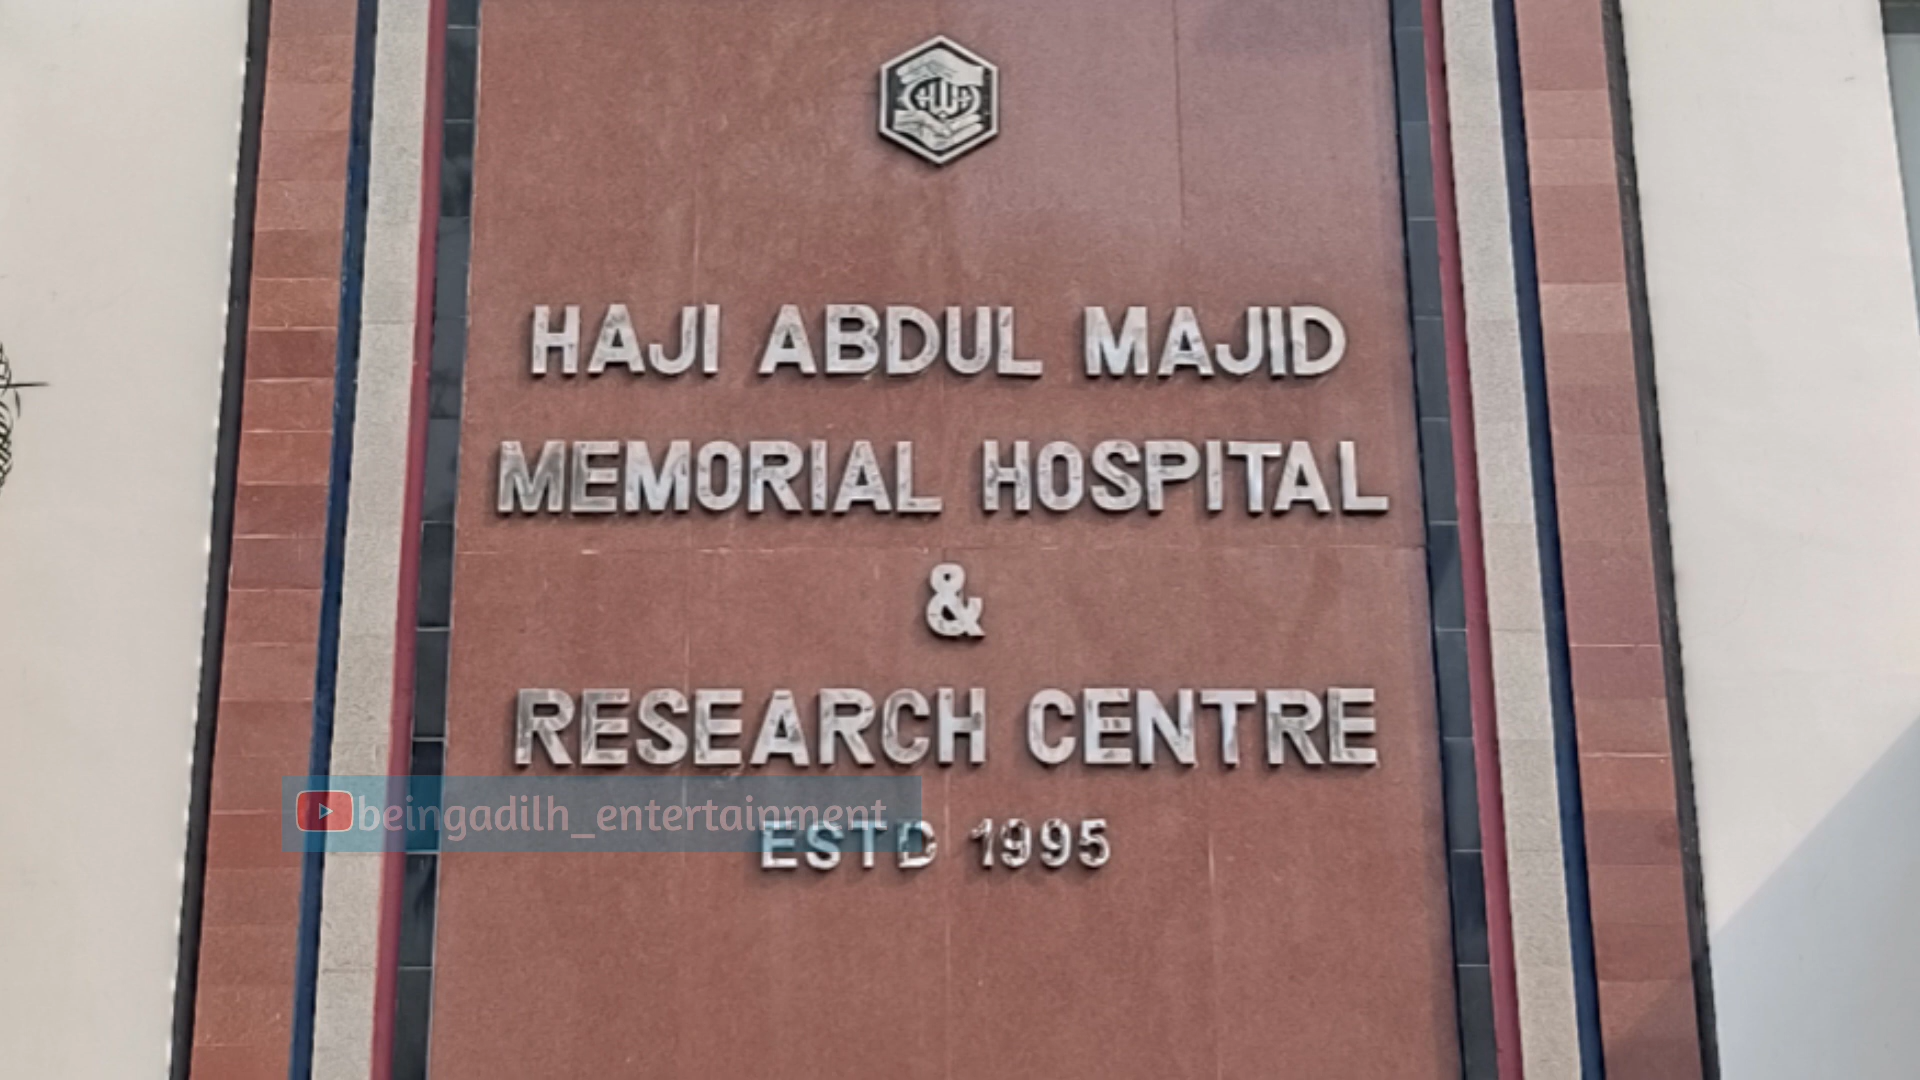 HAJI ABDUL MAJID
MEMORIAL HOSPITAL
&
RESEARCH CENTRE
beingadilh_entertainment
ESTD 1995